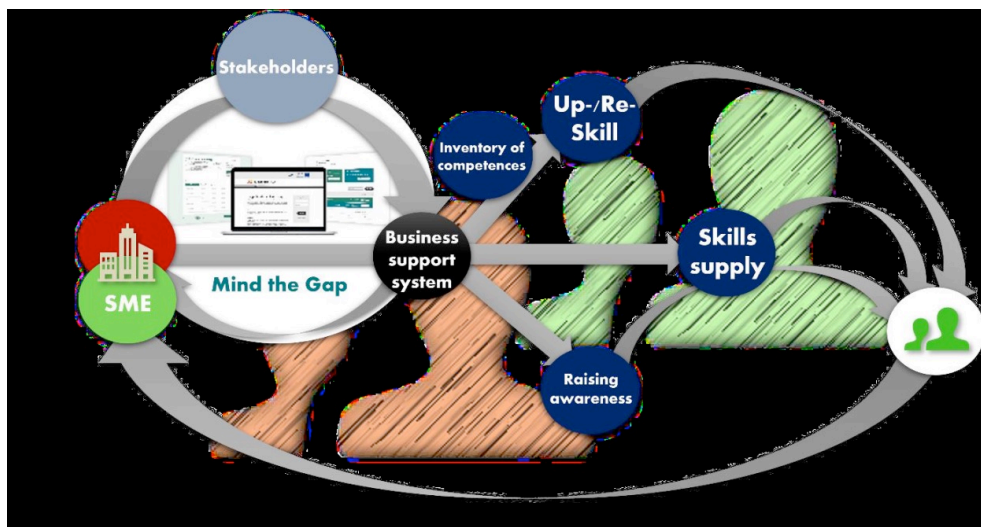 Stakeholders
Up-/Re-
Skill
Inventory of
competences
Business
support
system
Skills
supply
Mind the Gap
SME
Raising
awareness